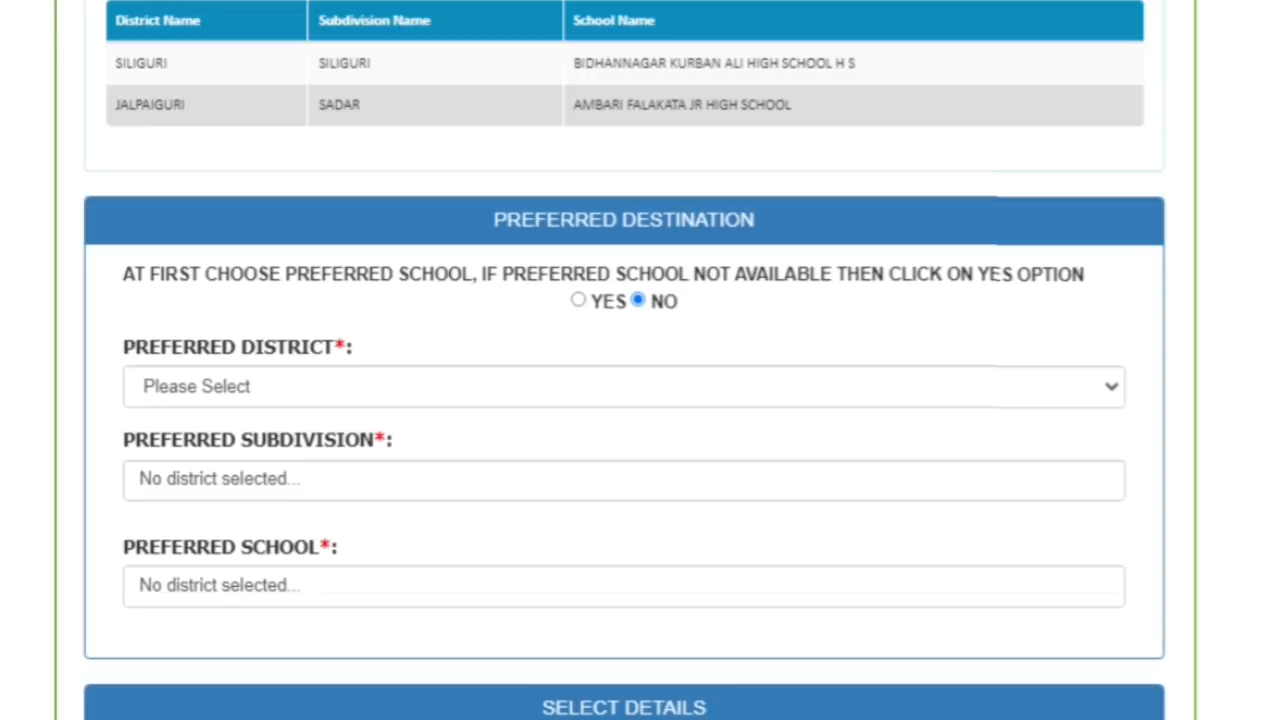 District Name Subdivision Name School Name
SILIGURI SILIGURI BIDHANNAGAR KURBAN ALI HIGH SCHOOL H S
JALPAIGURI SADAR AMBARI FALAKATA JR HIGH SCHOOL
PREFERRED DESTINATION
AT FIRST CHOOSE PREFERRED SCHOOL, IF PREFERRED SCHOOL NOT AVAILABLE THEN CLICK ON YES OPTION
YES NO
PREFERRED DISTRICT*:
Please Select
PREFERRED SUBDIVISION*:
No district selected...
PREFERRED SCHOOL*:
No district selected...
SELECT DETAILS